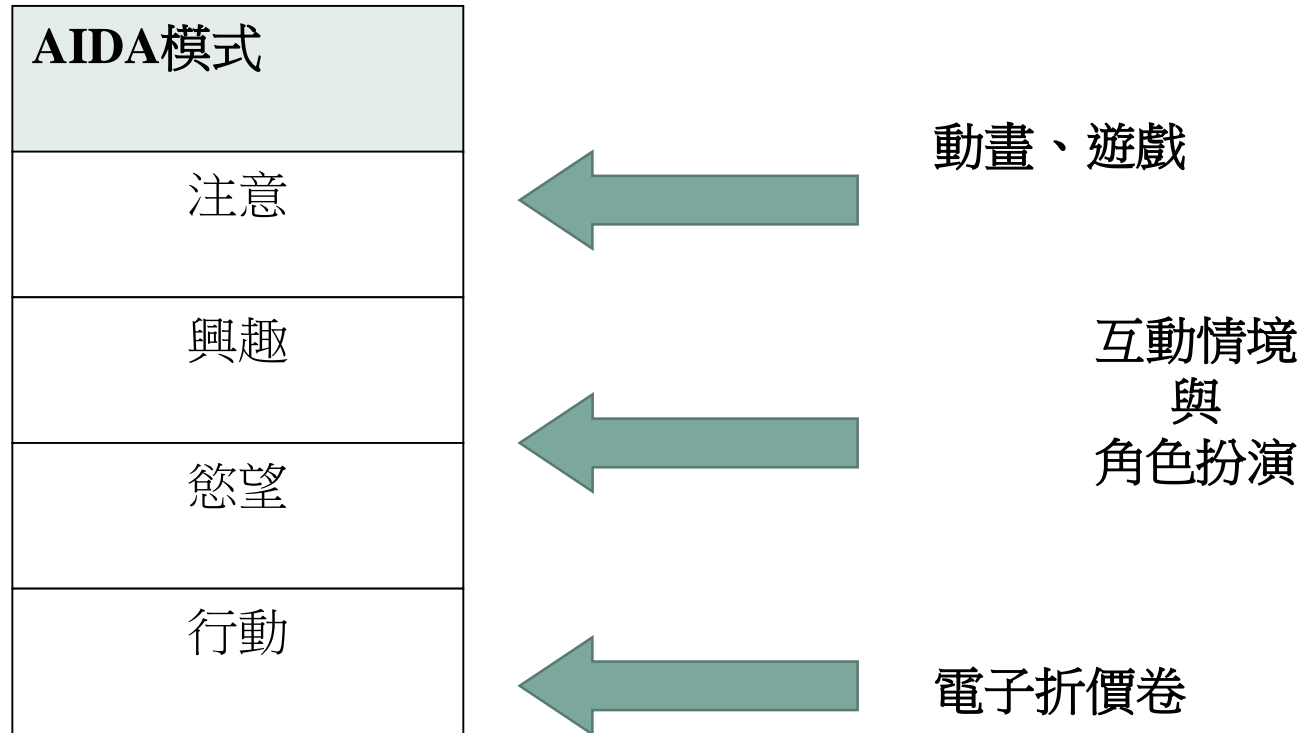 AIDA模式
注意
動畫、遊戲
興趣
慾望
互動情境
與
角色扮演
行動
電子折價卷